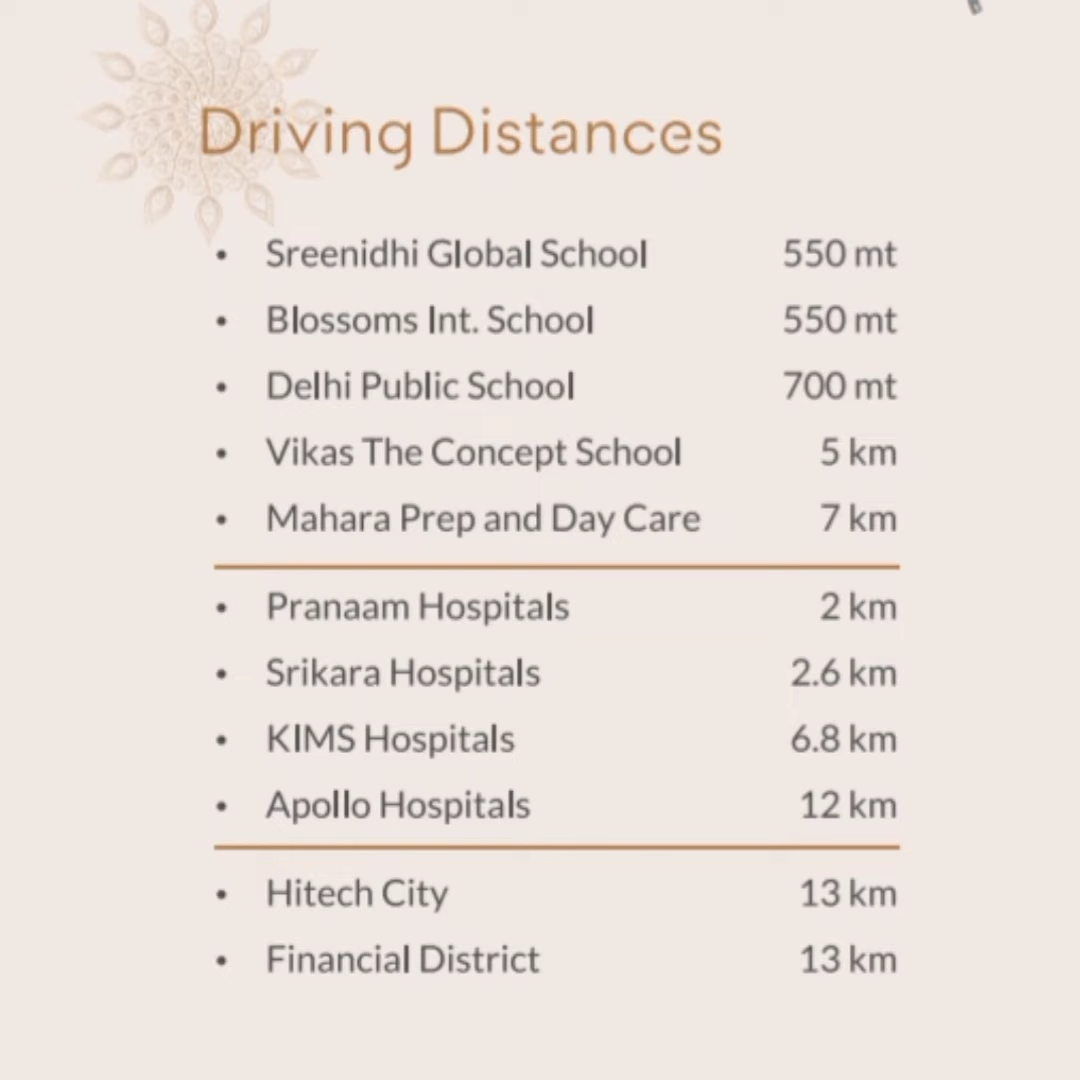 Driving Distances
• Sreenidhi Global School 550 mt
• Blossoms Int. School 550 mt
• Delhi Public School 700 mt
• Vikas The Concept School 5 km
• Mahara Prep and Day Care 7 km
• Pranaam Hospitals 2 km
• Srikara Hospitals 2.6 km
• KIMS Hospitals 6.8 km
• Apollo Hospitals 12 km
• Hitech City 13 km
• Financial District 13 km